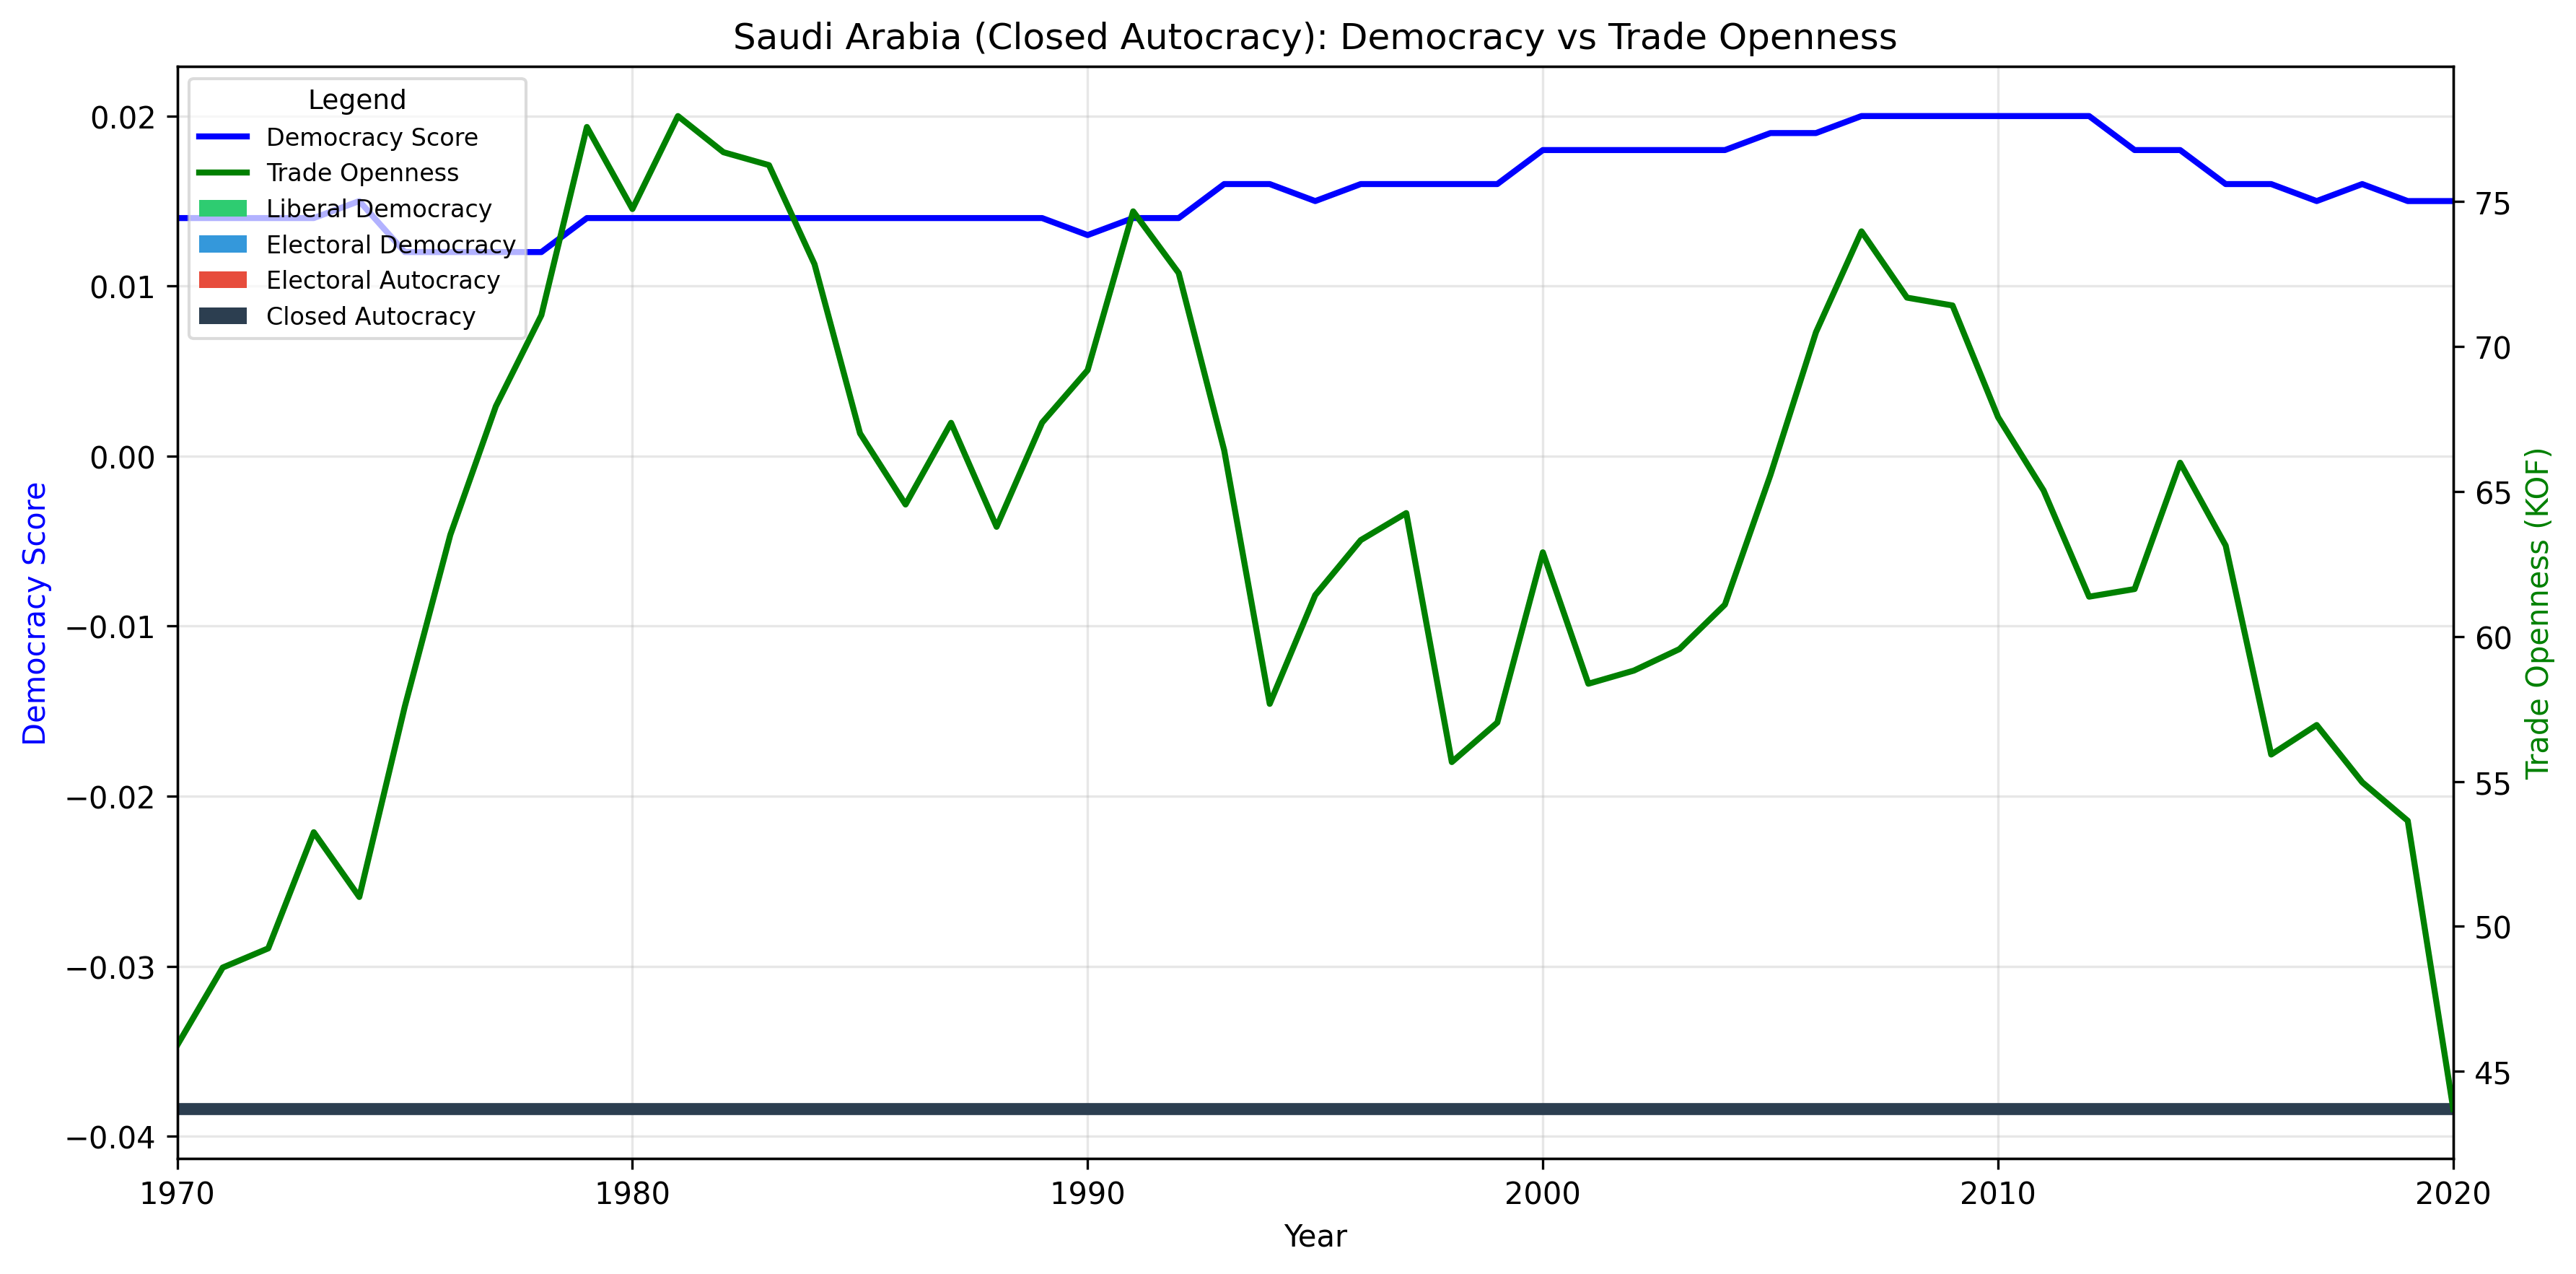 Saudi Arabia (Closed Autocracy): Democracy vs Trade Openness
Legend
Democracy Score
Trade Openness
Liberal Democracy
Electoral Democracy
Electoral Autocracy
Closed Autocracy
0.02
0.01
0.00
−0.01
−0.02
−0.03
−0.04
Democracy Score
75
70
65
60
55
50
45
Trade Openness (KOF)
1970
1980
1990
2000
2010
2020
Year